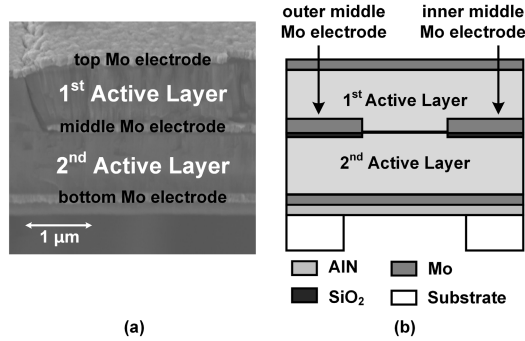 top Mo electrode
1st Active Layer
middle Mo electrode
2nd Active Layer
bottom Mo electrode
1 µm
(a)
outer middle
Mo electrode
inner middle
Mo electrode
1st Active Layer
2nd Active Layer
AlN
Mo
SiO2
Substrate
(b)